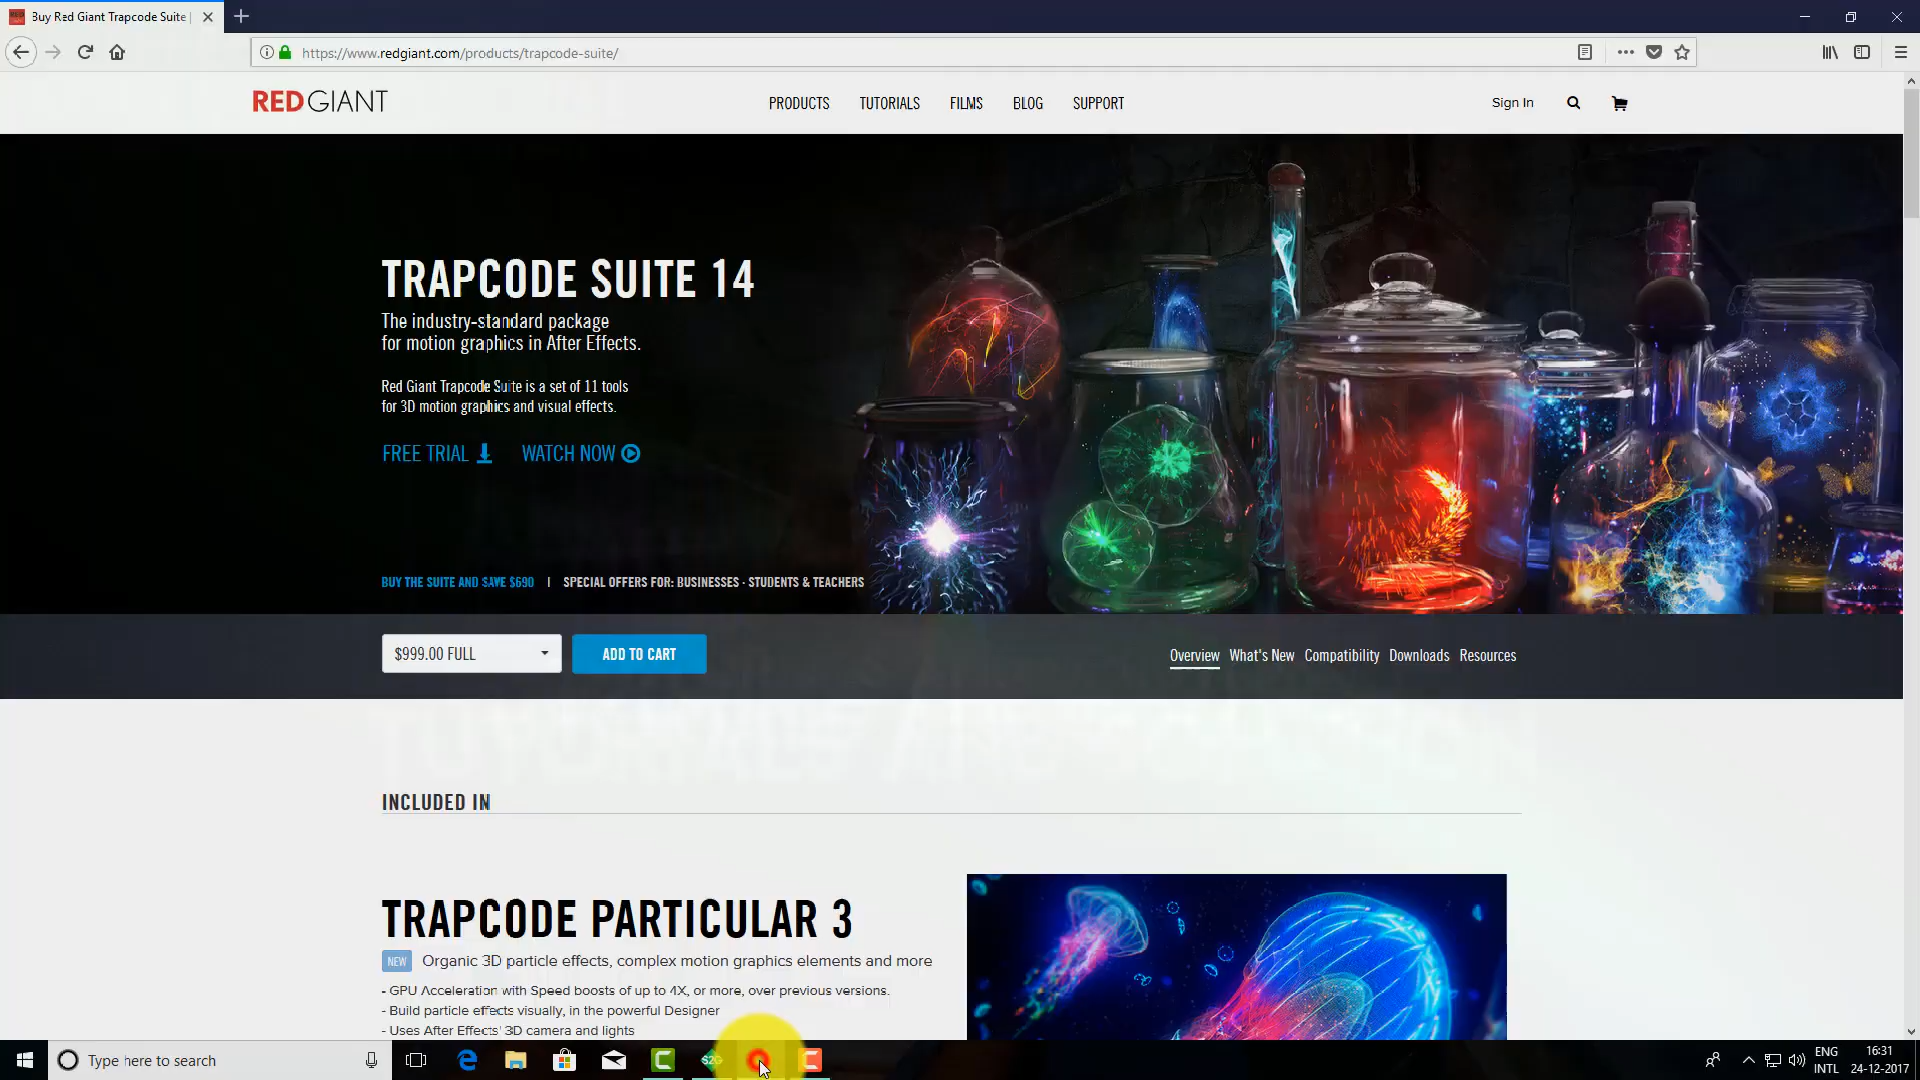 Buy Red Giant Trapcode Suite |
https://www.redgiant.com/products/trapcode-suite/
REDGIANT
PRODUCTS TUTORIALS FILMS BLOG SUPPORT
Sign In
TRAPCODE SUITE 14
The industry-standard package
for motion graphics in After Effects.
Red Giant Trapcode Suite is a set of 11 tools
for 3D motion graphics and visual effects.
FREE TRIAL WATCH NOW
BUY THE SUITE AND SAVE $690 | SPECIAL OFFERS FOR: BUSINESSES · STUDENTS & TEACHERS
$999.00 FULL
ADD TO CART
Overview What's New Compatibility Downloads Resources
INCLUDED IN
TRAPCODE PARTICULAR 3
NEW Organic 3D particle effects, complex motion graphics elements and more
- GPU Acceleration with Speed boosts of up to 4X, or more, over previous versions.
- Build particle effects visually, in the powerful Designer
- Uses After Effects' 3D camera and lights
Type here to search
ENG
INTL
16:31
24-12-2017